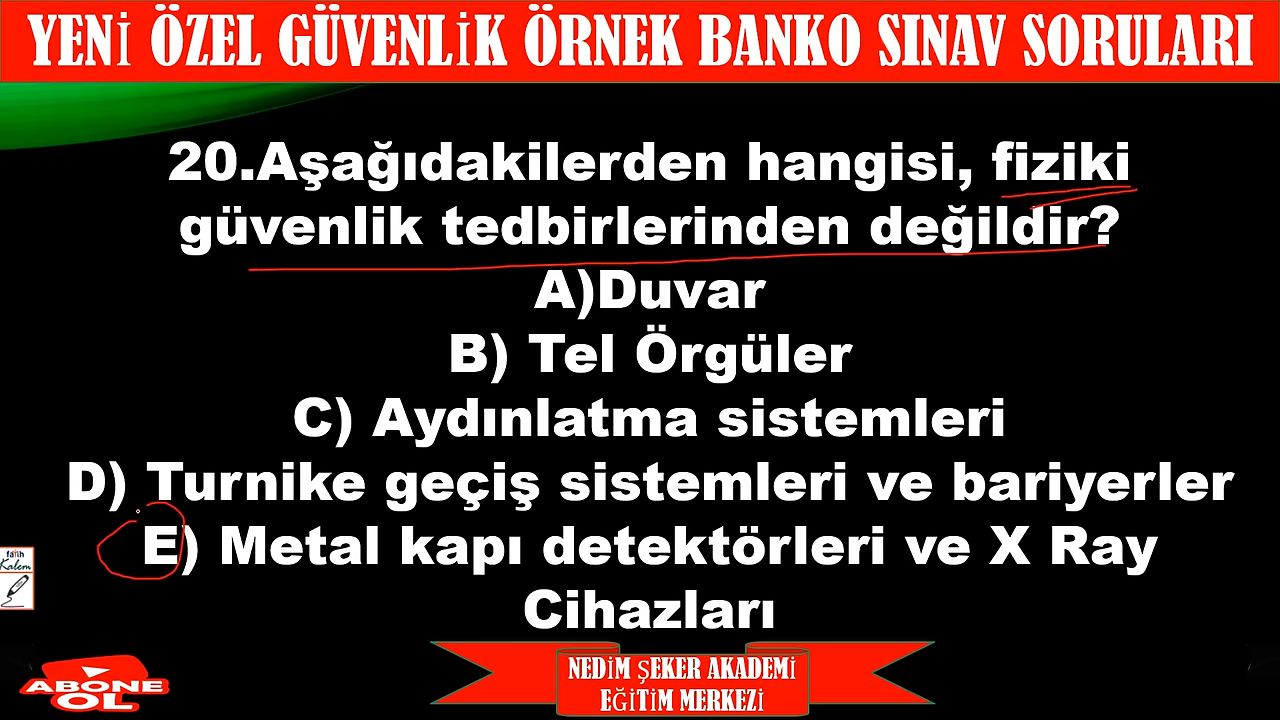 YENİ ÖZEL GÜVENLİK ÖRNEK BANKO SINAV SORULARI
20.Aşağıdakilerden hangisi, fiziki
güvenlik tedbirlerinden değildir?
A)Duvar
B) Tel Örgüler
C) Aydınlatma sistemleri
D) Turnike geçiş sistemleri ve bariyerler
E) Metal kapı detektörleri ve X Ray
Cihazları
fatih
Kalem
ABONE
OL
NEDİM ŞEKER AKADEMİ
EĞİTİM MERKEZİ